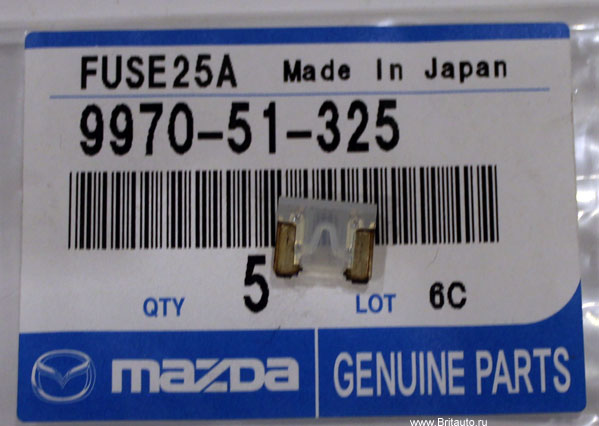 FUSE25A Made In Japan
9970-51-325
QTY 5 LOT 6C
mazda GENUINE PARTS
www.Britauto.ru